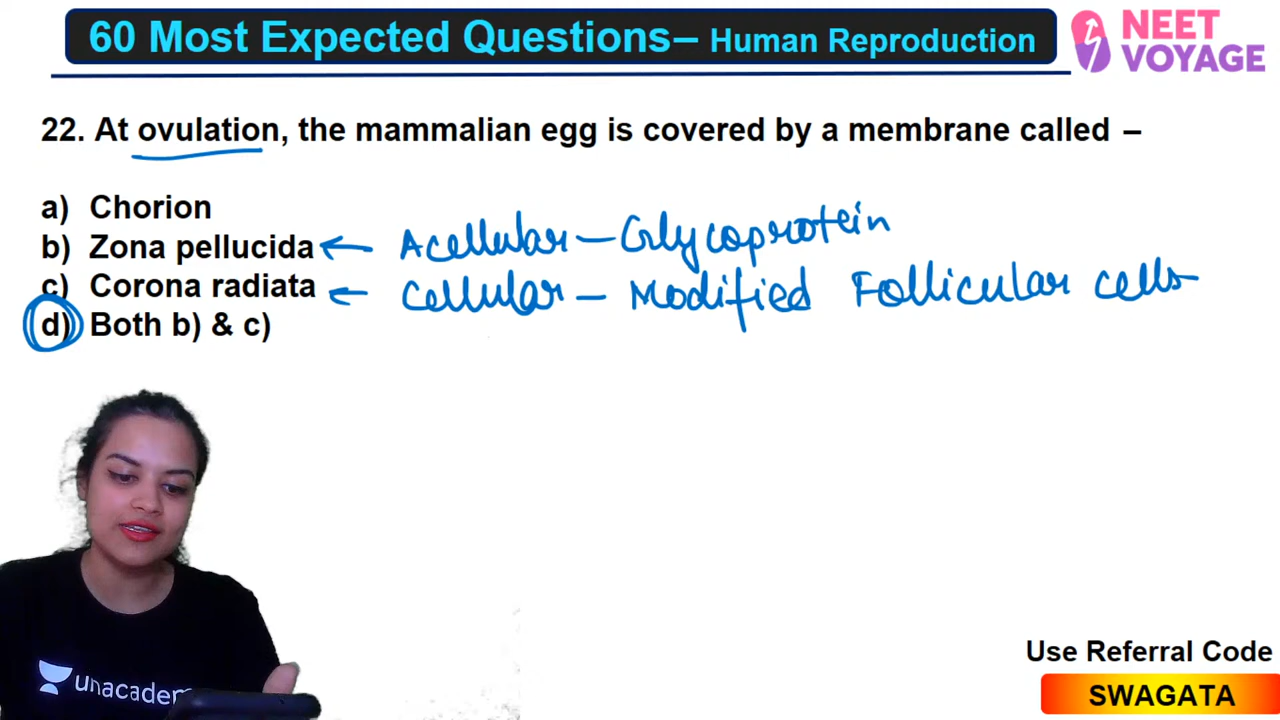 60 Most Expected Questions– Human Reproduction
NEET
VOYAGE
22. At ovulation, the mammalian egg is covered by a membrane called –
a) Chorion
b) Zona pellucida ← Acellular – Glycoprotein
c) Corona radiata ← Cellular – Modified Follicular cells
d) Both b) & c)
unacadem
Use Referral Code
SWAGATA